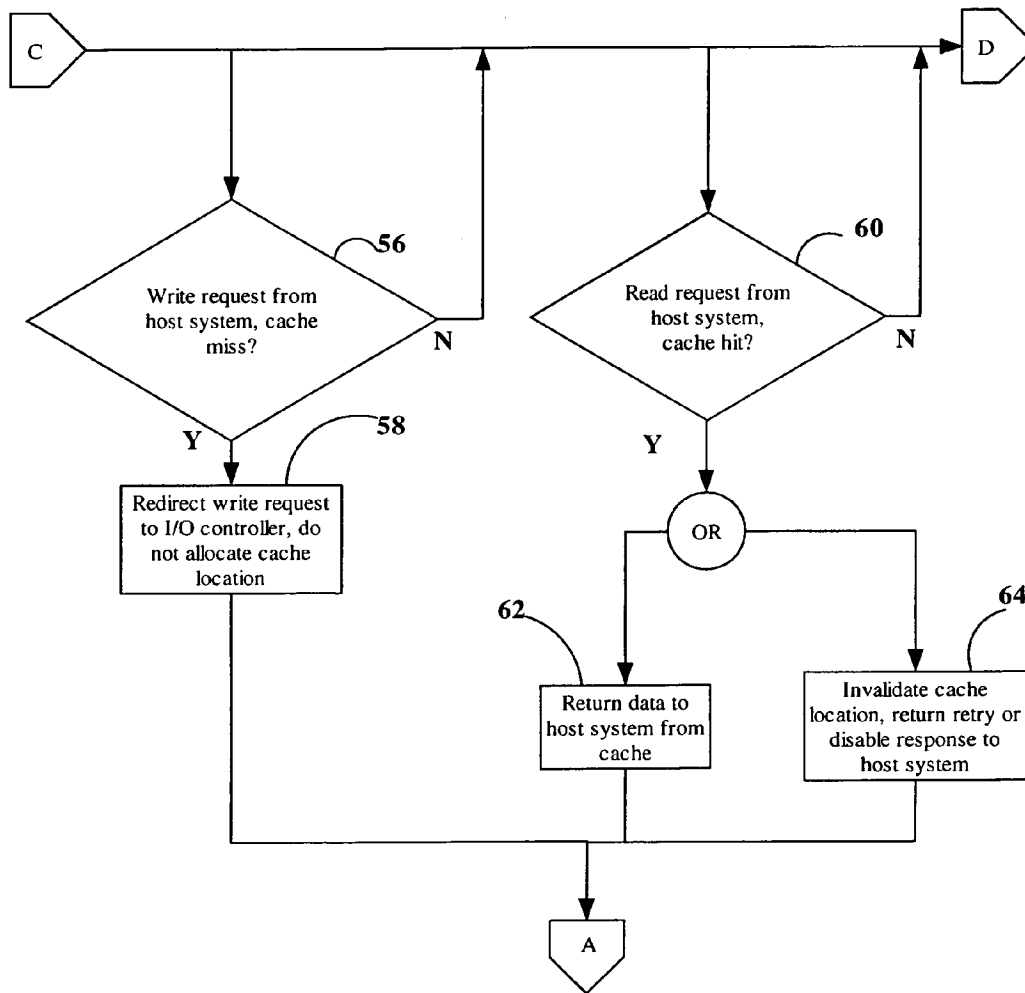 C
D
56
60
Write request from
host system, cache
miss?
Read request from
host system,
cache hit?
N
N
Y
58
Y
Redirect write request
to I/O controller, do
not allocate cache
location
OR
62
64
Return data to
host system from
cache
Invalidate cache
location, return retry or
disable response to
host system
A